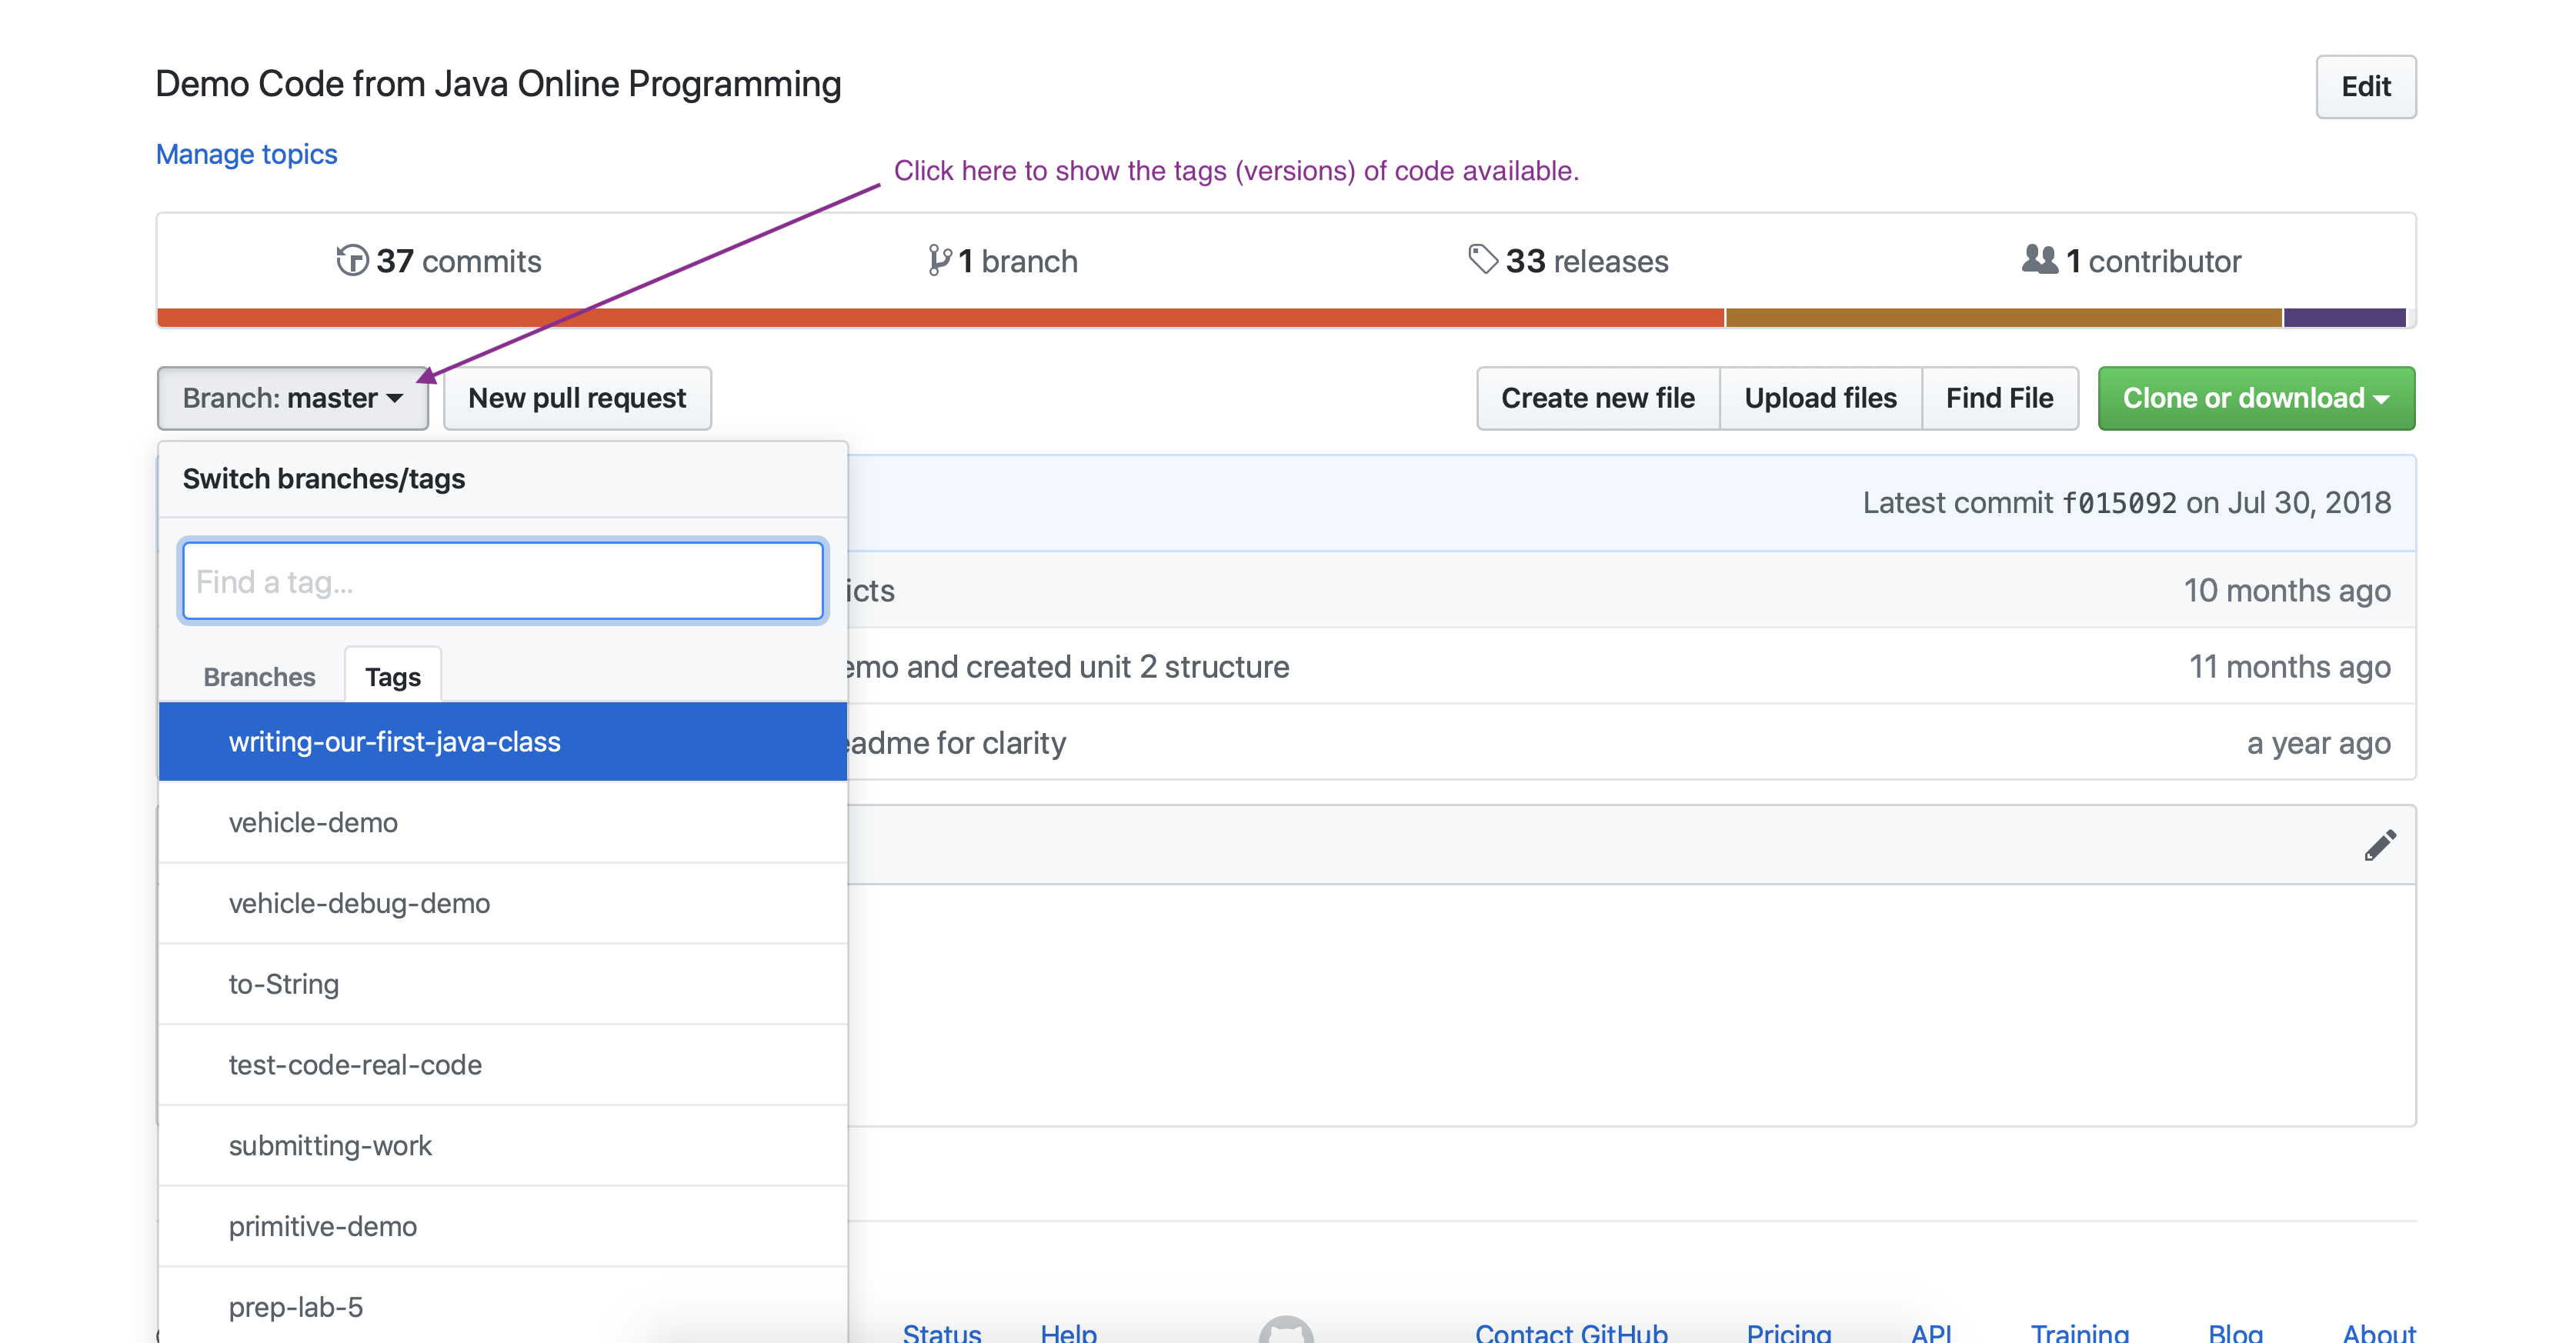 Demo Code from Java Online Programming
Edit
Manage topics
Click here to show the tags (versions) of code available.
37 commits
1 branch
33 releases
1 contributor
Branch: master
New pull request
Create new file
Upload files
Find File
Clone or download
Switch branches/tags
Latest commit f015092 on Jul 30, 2018
Find a tag...
icts
10 months ago
emo and created unit 2 structure
11 months ago
Branches
Tags
writing-our-first-java-class
eadme for clarity
a year ago
vehicle-demo
vehicle-debug-demo
to-String
test-code-real-code
submitting-work
primitive-demo
prep-lab-5
Status
Help
Contact GitHub
Pricing
API
Training
Blog
About